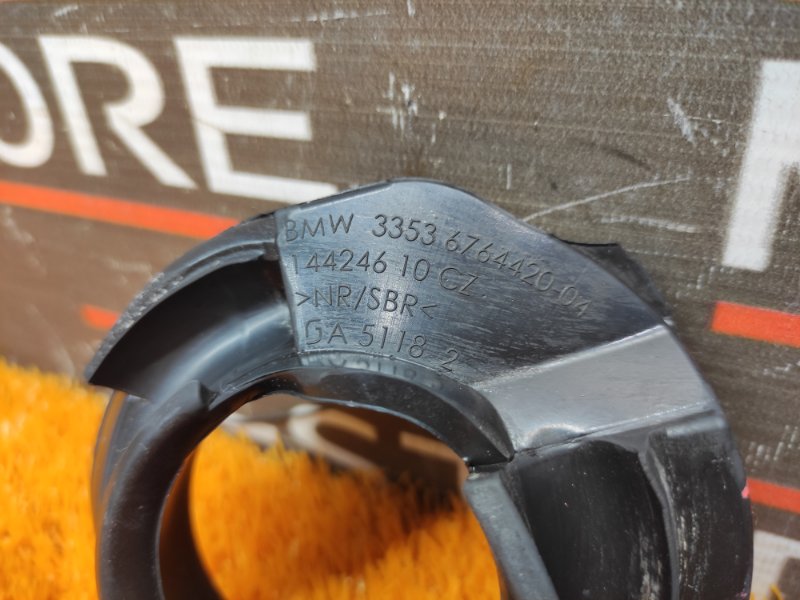 ORE
BMW 3353 6764420-04
144246 10 CZ
>NR/SBR<
GA 5118 2